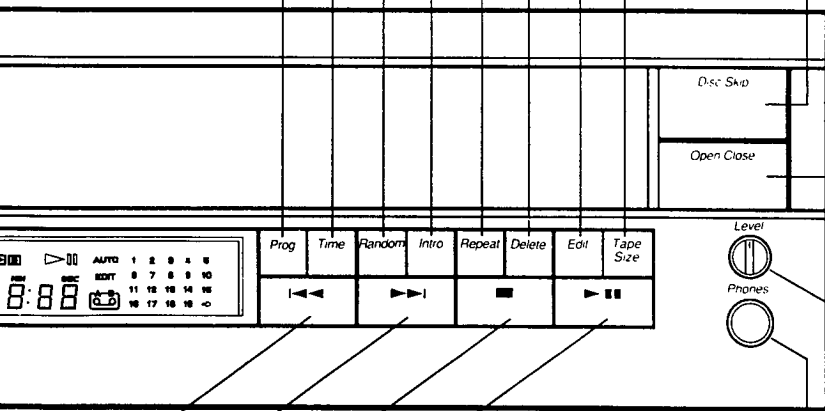 Disc Skip
Open Close
Level
Prog Time Random Intro Repeat Delete Edit Tape Size
AUTO 1 2 3 4 5
EDIT 6 7 8 9 10
MIN SEC 11 12 13 14 15
8:88 A B 16 17 18 19
Phones